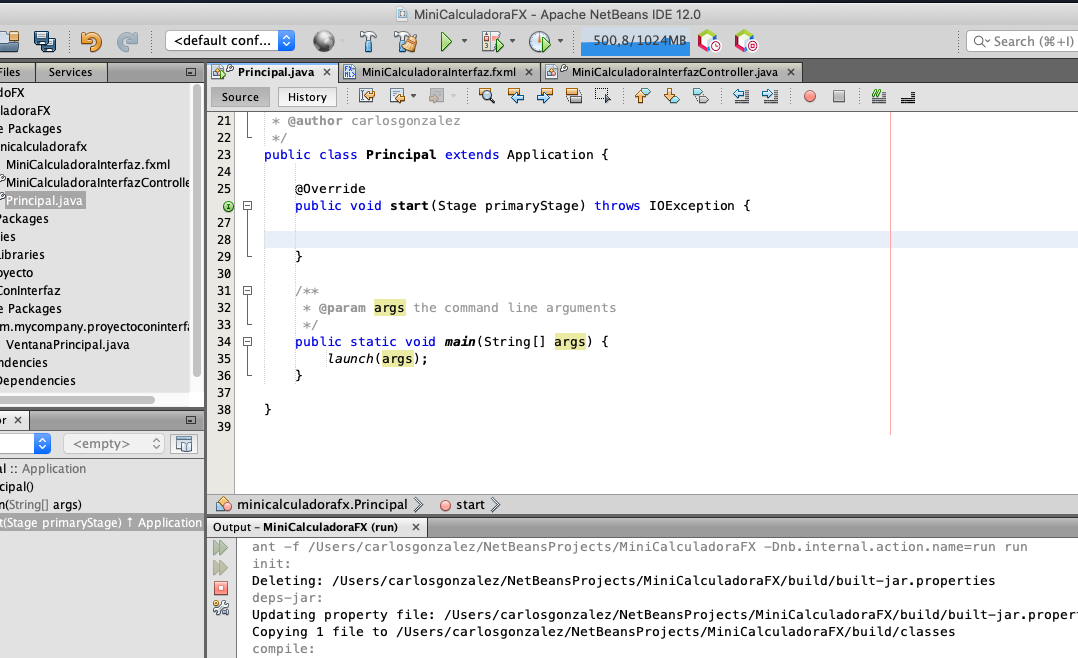 MiniCalculadoraFX - Apache NetBeans IDE 12.0
<default conf...
500,8/1024MB
Search (⌘+I)
Files
Services
Principal.java
MiniCalculadoraInterfaz.fxml
MiniCalculadoraInterfazController.java
Source
History
doFX
ladoraFX
e Packages
nicalculadorafx
MiniCalculadoraInterfaz.fxml
MiniCalculadoraInterfazControlle
Principal.java
Packages
ies
ibraries
oyecto
ConInterfaz
e Packages
m.mycompany.proyectoconinterfa
VentanaPrincipal.java
ndencies
Dependencies
or
<empty>
al :: Application
cipal()
n(String[] args)
t(Stage primaryStage) ↑ Application
21 * @author carlosgonzalez
22 */
23 public class Principal extends Application {
24
25 @Override
public void start(Stage primaryStage) throws IOException {
27
28
29 }
30
31 /**
32 * @param args the command line arguments
33 */
34 public static void main(String[] args) {
35 launch(args);
36 }
37
38 }
39
minicalculadorafx.Principal
start
Output - MiniCalculadoraFX (run)
ant -f /Users/carlosgonzalez/NetBeansProjects/MiniCalculadoraFX -Dnb.internal.action.name=run run
init:
Deleting: /Users/carlosgonzalez/NetBeansProjects/MiniCalculadoraFX/build/built-jar.properties
deps-jar:
Updating property file: /Users/carlosgonzalez/NetBeansProjects/MiniCalculadoraFX/build/built-jar.proper
Copying 1 file to /Users/carlosgonzalez/NetBeansProjects/MiniCalculadoraFX/build/classes
compile: